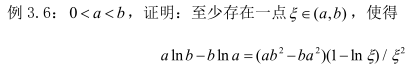 例 3.6：0<a<b，证明：至少存在一点ξ∈(a,b)，使得
a ln b−b ln a=(ab²−ba²)(1−ln ξ)/ξ²